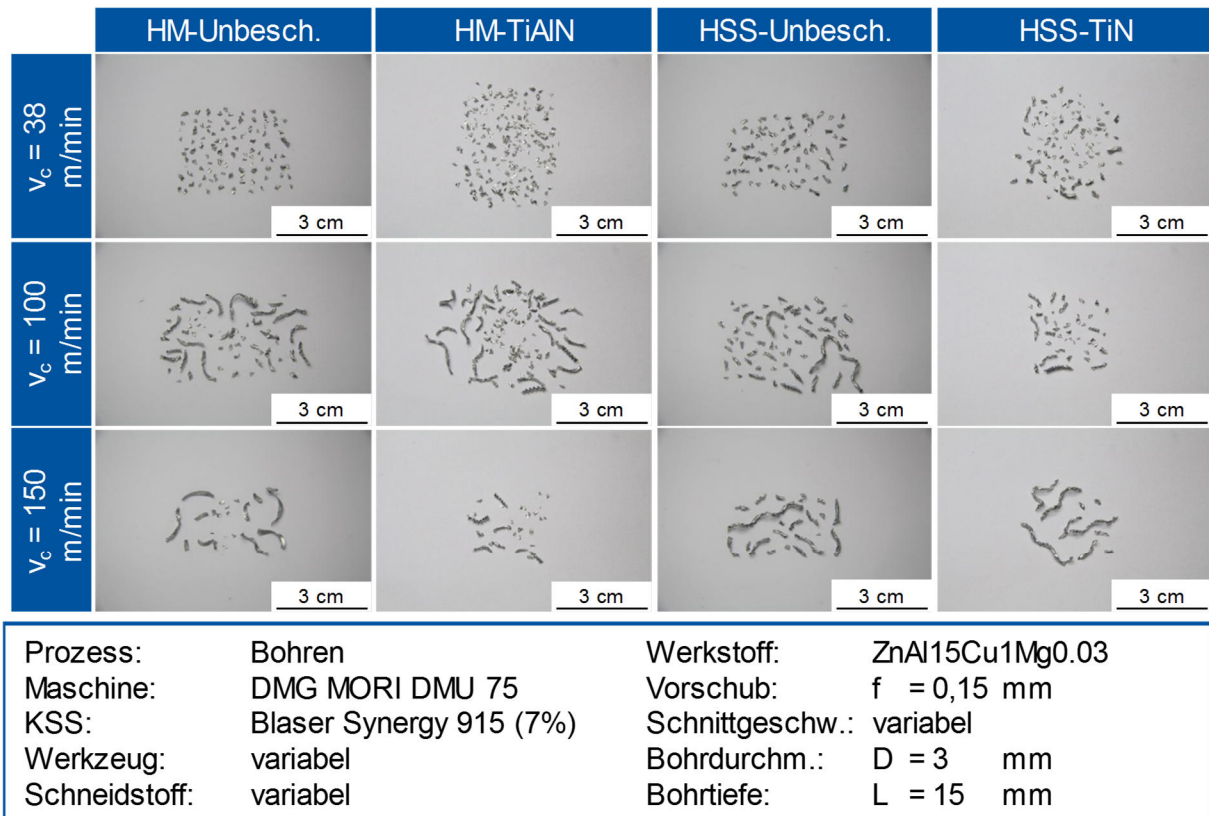 HM-Unbesch. HM-TiAlN HSS-Unbesch. HSS-TiN
vc = 38 m/min
3 cm 3 cm 3 cm 3 cm
vc = 100 m/min
3 cm 3 cm 3 cm 3 cm
vc = 150 m/min
3 cm 3 cm 3 cm 3 cm
Prozess: Bohren Werkstoff: ZnAl15Cu1Mg0.03
Maschine: DMG MORI DMU 75 Vorschub: f = 0,15 mm
KSS: Blaser Synergy 915 (7%) Schnittgeschw.: variabel
Werkzeug: variabel Bohrdurchm.: D = 3 mm
Schneidstoff: variabel Bohrtiefe: L = 15 mm